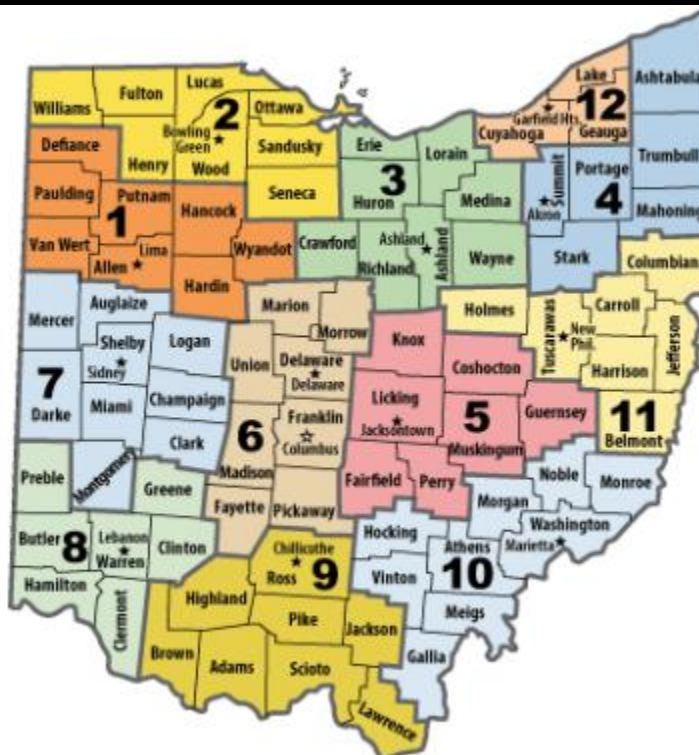 Williams
Fulton
Lucas
Ottawa
2
Bowling
Green
Henry
Wood
Sandusky
Seneca
Defiance
Paulding
Putnam
1
Van Wert
Allen
Lima
Hancock
Wyandot
Hardin
Erie
Lorain
3
Huron
Medina
Crawford
Ashland
Richland
Ashland
Wayne
Lake
12
Garfield Hts.
Cuyahoga
Geauga
Ashtabula
Summit
Portage
4
Akron
Trumbull
Mahoning
Stark
Columbian
Mercer
Auglaize
Shelby
Sidney
Logan
7
Darke
Miami
Champaign
Clark
Montgomery
Marion
Morrow
Union
Delaware
Delaware
Franklin
Columbus
6
Madison
Fayette
Pickaway
Knox
Coshocton
Licking
Jacksontown
5
Muskingum
Guernsey
Fairfield
Perry
Holmes
Tuscarawas
New
Phil.
Carroll
Jefferson
Harrison
11
Belmont
Preble
Greene
Butler
8
Lebanon
Warren
Clinton
Hamilton
Clermont
Chillicothe
Ross
9
Highland
Pike
Jackson
Brown
Adams
Scioto
Lawrence
Hocking
Athens
Vinton
10
Meigs
Gallia
Morgan
Noble
Monroe
Washington
Marietta